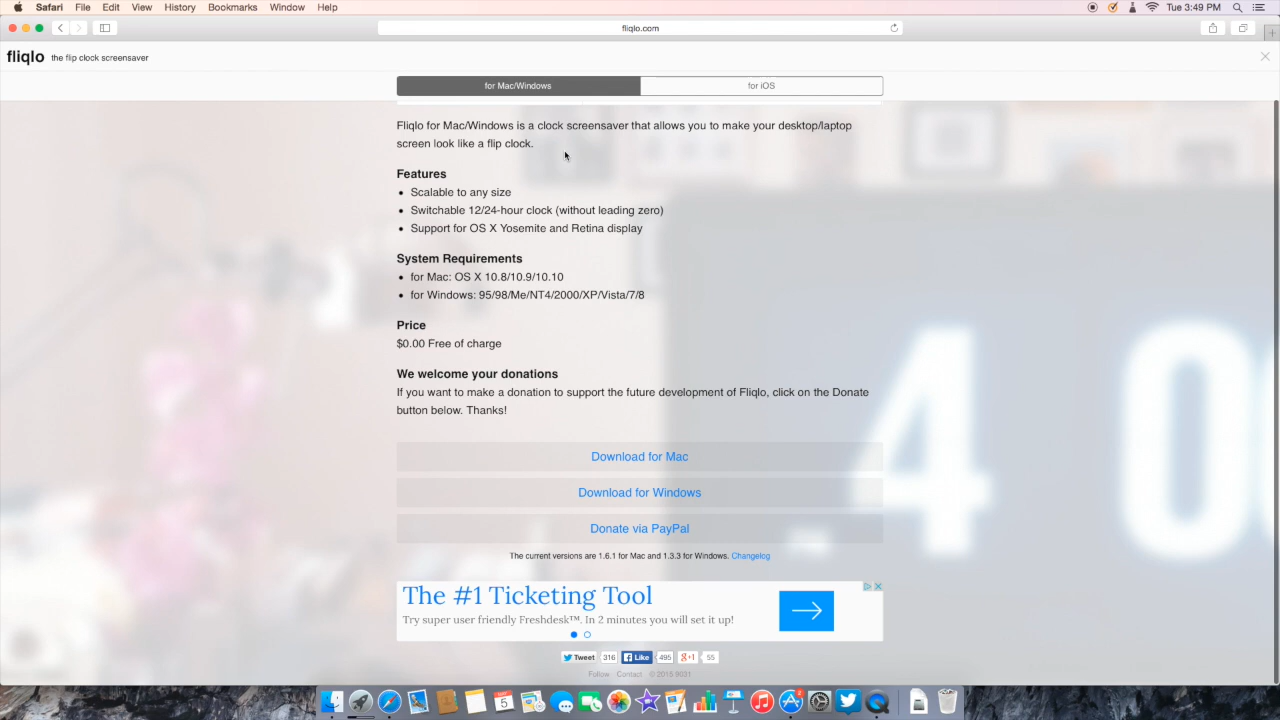 Safari File Edit View History Bookmarks Window Help Tue 3:49 PM
fliqlo.com
fliqlo the flip clock screensaver
for Mac/Windows for iOS
Fliqlo for Mac/Windows is a clock screensaver that allows you to make your desktop/laptop
screen look like a flip clock.
Features
• Scalable to any size
• Switchable 12/24-hour clock (without leading zero)
• Support for OS X Yosemite and Retina display
System Requirements
• for Mac: OS X 10.8/10.9/10.10
• for Windows: 95/98/Me/NT4/2000/XP/Vista/7/8
Price
$0.00 Free of charge
We welcome your donations
If you want to make a donation to support the future development of Fliqlo, click on the Donate
button below. Thanks!
4 0
Download for Mac
Download for Windows
Donate via PayPal
The current versions are 1.6.1 for Mac and 1.3.3 for Windows. Changelog
The #1 Ticketing Tool
Try super user friendly Freshdesk™. In 2 minutes you will set it up!
Tweet 316 Like 495 g+1 55
Follow Contact © 2015 9031
5